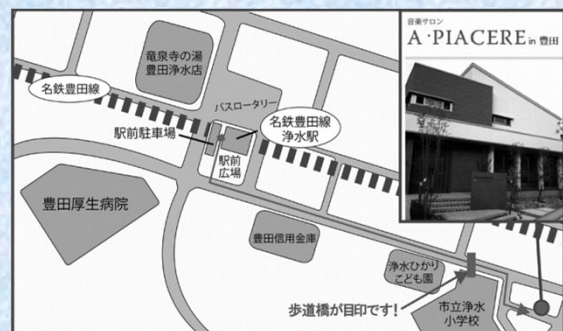 音楽サロン
A・PIACERE in 豊田
竜泉寺の湯
豊田浄水店
名鉄豊田線
バスロータリー
名鉄豊田線
浄水駅
駅前駐車場
駅前
広場
豊田厚生病院
豊田信用金庫
浄水ひかり
こども園
歩道橋が目印です!
市立浄水
小学校